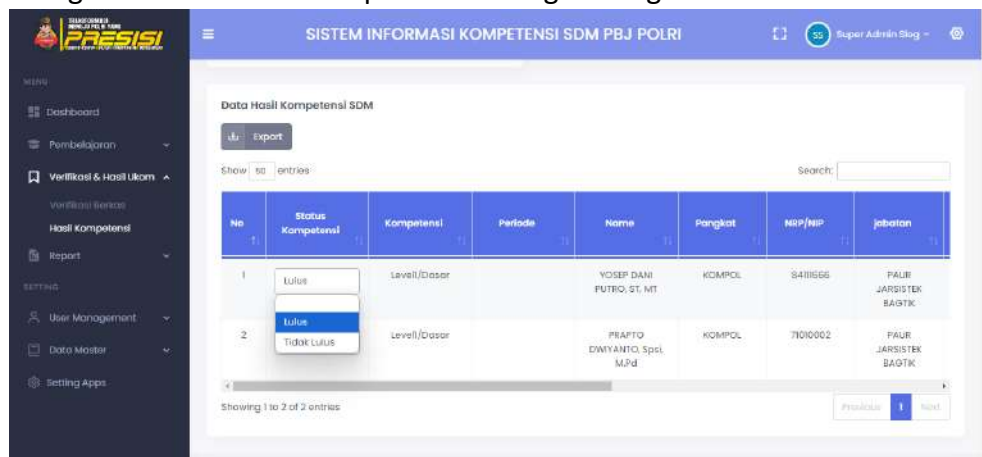 PRESISI
SISTEM INFORMASI KOMPETENSI SDM PBJ POLRI
SS
Super Admin Slog
MENU
Dashboard
Pembelajaran
Verifikasi & Hasil Ukom
Verifikasi Berkas
Hasil Kompetensi
Report
SETTING
User Management
Data Master
Setting Apps
Data Hasil Kompetensi SDM
Export
Show 50 entries
Search:
No Status Kompetensi Kompetensi Periode Name Pangkat NRP/NIP jabatan
1 Lulus Level1/Dasar YOSEP DANI PUTRO, ST, MT KOMPOL 84111666 PAUR JARSISTEK BAGTIK
Lulus
Tidak Lulus
2 Level1/Dasar PRAPTO DWIYANTO, Spsi, M.Pd KOMPOL 71010002 PAUR JARSISTEK BAGTIK
Showing 1 to 2 of 2 entries
Previous 1 Next